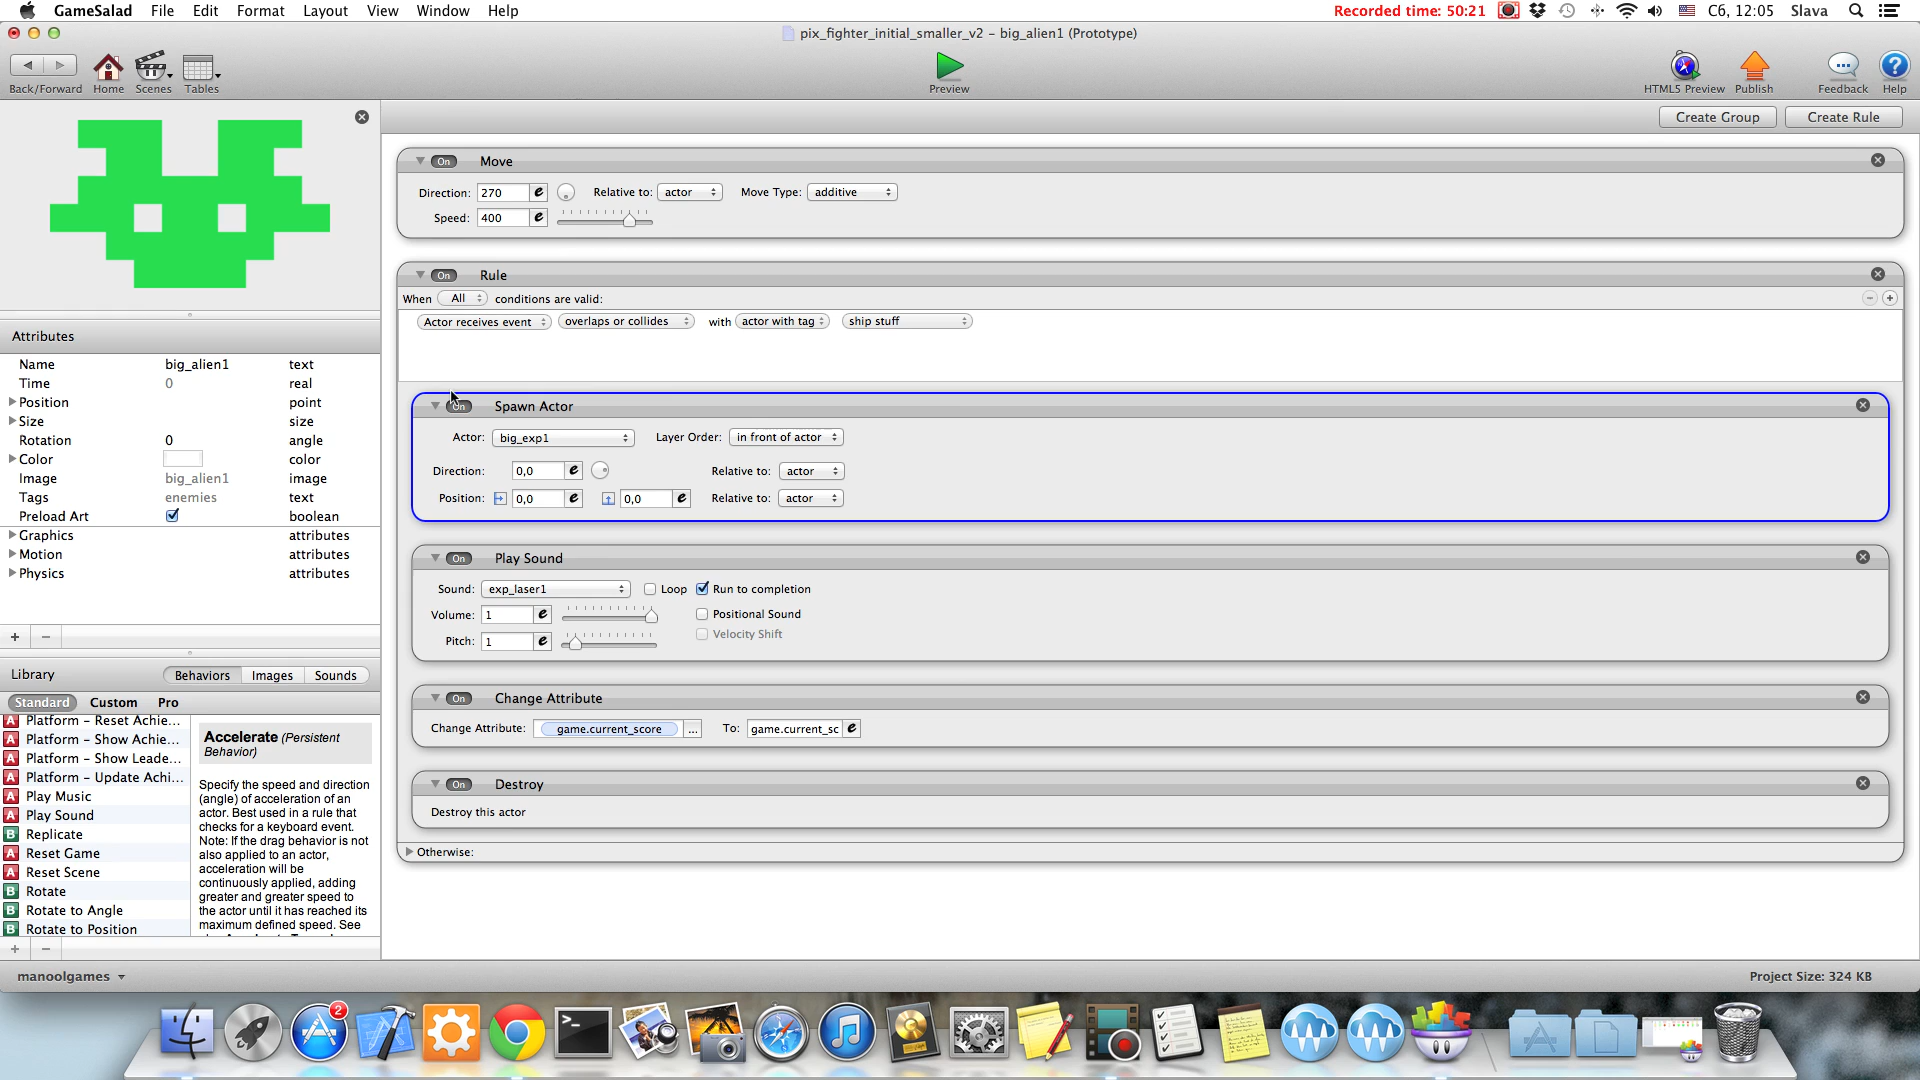 GameSalad File Edit Format Layout View Window Help Recorded time: 50:21 C6, 12:05 Slava
pix_fighter_initial_smaller_v2 – big_alien1 (Prototype)
Back/Forward Home Scenes Tables Preview HTML5 Preview Publish Feedback Help
Create Group Create Rule
On Move
Direction: 270 e Relative to: actor Move Type: additive
Speed: 400 e
On Rule
When All conditions are valid:
Actor receives event overlaps or collides with actor with tag ship stuff
On Spawn Actor
Actor: big_exp1 Layer Order: in front of actor
Direction: 0,0 e Relative to: actor
Position: 0,0 e 0,0 e Relative to: actor
On Play Sound
Sound: exp_laser1 Loop Run to completion
Volume: 1 e Positional Sound
Velocity Shift
Pitch: 1 e
On Change Attribute
Change Attribute: game.current_score ... To: game.current_sc e
On Destroy
Destroy this actor
Otherwise:
Attributes
Name big_alien1 text
Time 0 real
Position point
Size size
Rotation 0 angle
Color color
Image big_alien1 image
Tags enemies text
Preload Art boolean
Graphics attributes
Motion attributes
Physics attributes
Library Behaviors Images Sounds
Standard Custom Pro
A Platform – Reset Achie...
A Platform – Show Achie...
A Platform – Show Leade...
A Platform – Update Achi...
A Play Music
A Play Sound
B Replicate
A Reset Game
A Reset Scene
B Rotate
B Rotate to Angle
B Rotate to Position
Accelerate (Persistent
Behavior)
Specify the speed and direction
(angle) of acceleration of an
actor. Best used in a rule that
checks for a keyboard event.
Note: If the drag behavior is not
also applied to an actor,
acceleration will be
continuously applied, adding
greater and greater speed to
the actor until it has reached its
maximum defined speed. See
manoolgames Project Size: 324 KB
2